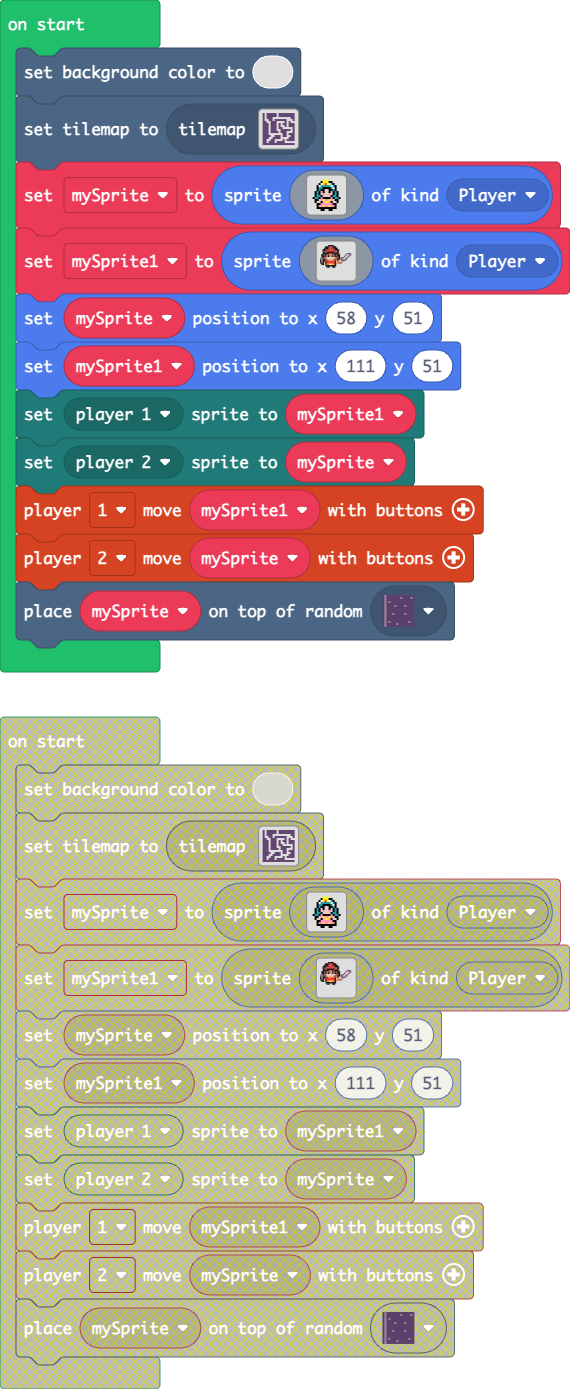 on start
set background color to
set tilemap to tilemap
set mySprite to sprite of kind Player
set mySprite1 to sprite of kind Player
set mySprite position to x 58 y 51
set mySprite1 position to x 111 y 51
set player 1 sprite to mySprite1
set player 2 sprite to mySprite
player 1 move mySprite1 with buttons
player 2 move mySprite with buttons
place mySprite on top of random
on start
set background color to
set tilemap to tilemap
set mySprite to sprite of kind Player
set mySprite1 to sprite of kind Player
set mySprite position to x 58 y 51
set mySprite1 position to x 111 y 51
set player 1 sprite to mySprite1
set player 2 sprite to mySprite
player 1 move mySprite1 with buttons
player 2 move mySprite with buttons
place mySprite on top of random